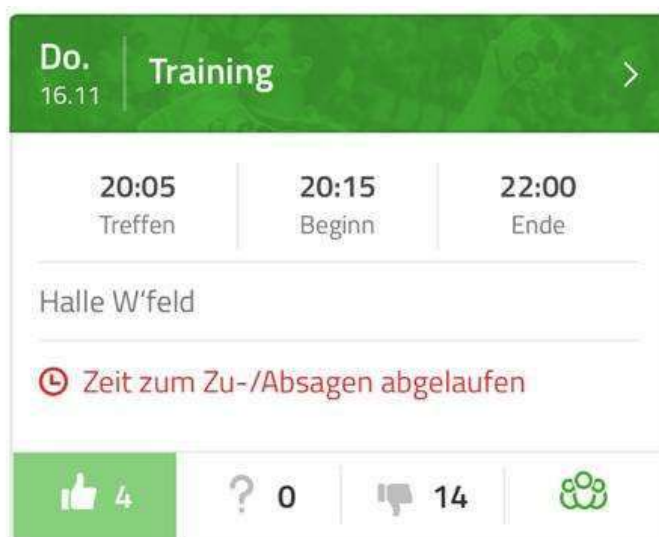 Do.
16.11
Training
20:05
Treffen
20:15
Beginn
22:00
Ende
Halle W'feld
Zeit zum Zu-/Absagen abgelaufen
4
? 0
14